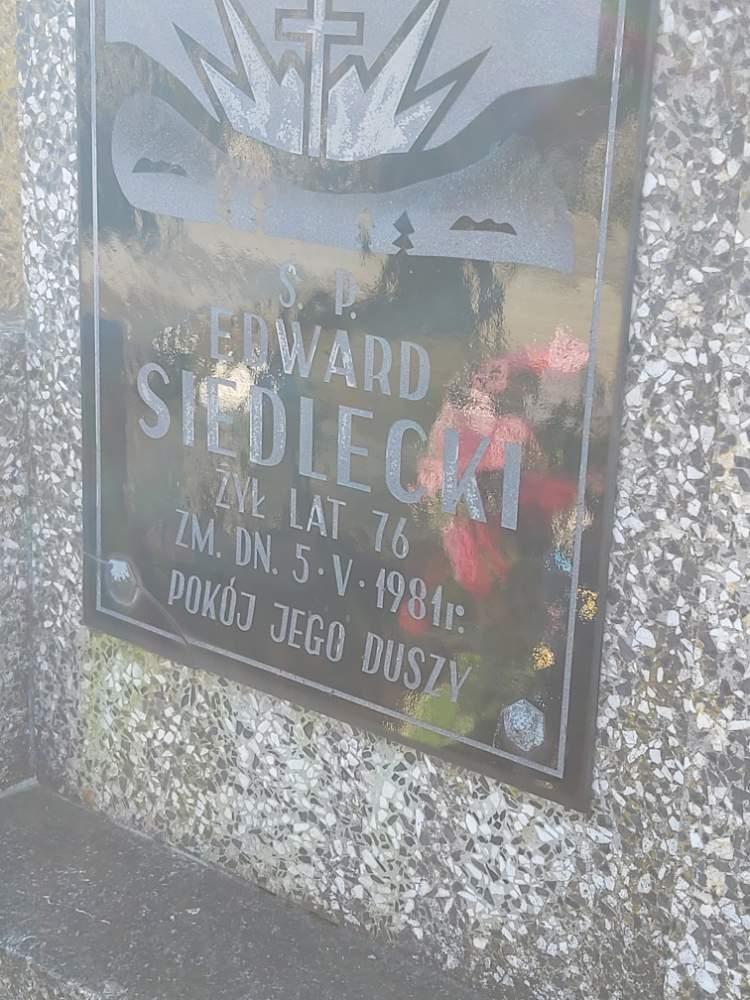 Ś. P.
EDWARD
SIEDLECKI
ŻYŁ LAT 76
ZM. DN. 5·V·1981r.
POKÓJ JEGO DUSZY